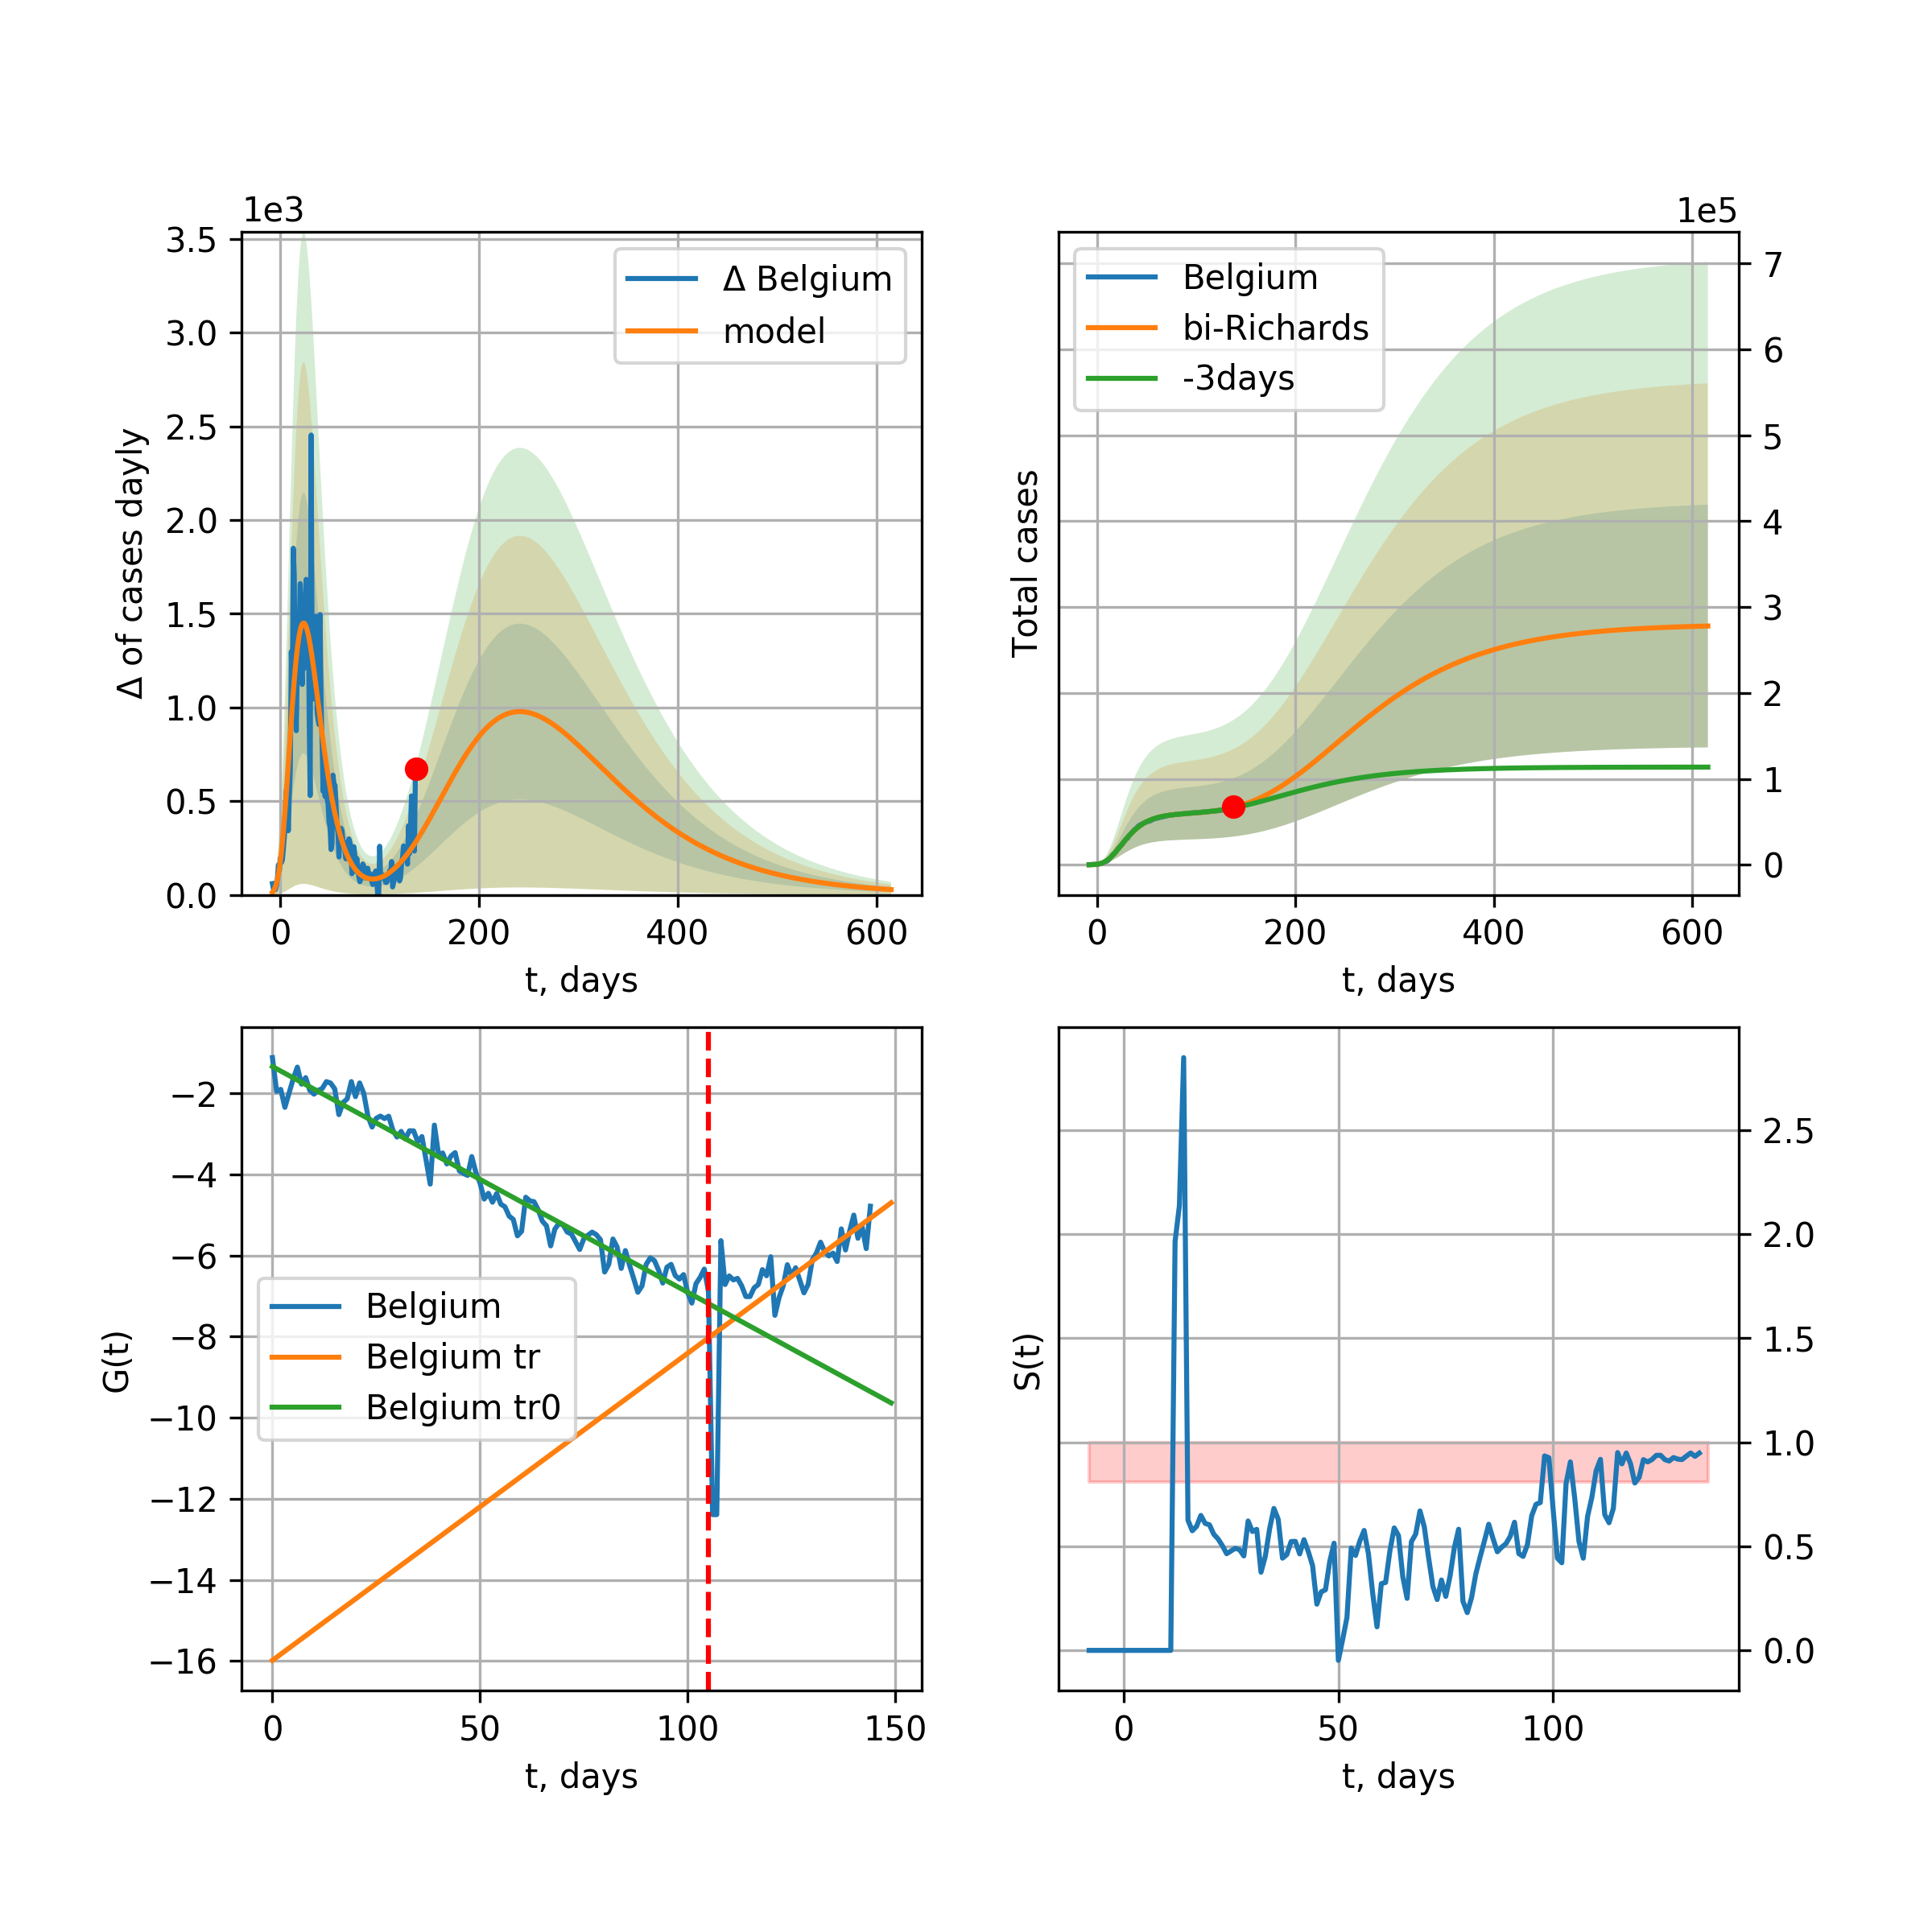 1e3
3.5
3.0
2.5
2.0
1.5
1.0
0.5
0.0
Δ of cases dayly
Δ Belgium
model
0 200 400 600
t, days
1e5
7
6
5
4
3
2
1
0
Total cases
Belgium
bi-Richards
-3days
0 200 400 600
t, days
−2
−4
−6
−8
−10
−12
−14
−16
G(t)
Belgium
Belgium tr
Belgium tr0
0 50 100 150
t, days
2.5
2.0
1.5
1.0
0.5
0.0
S(t)
0 50 100
t, days